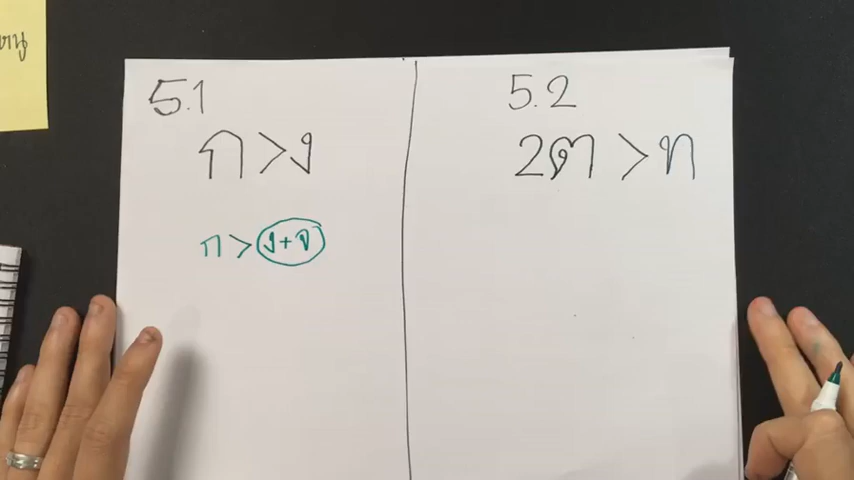 5.1
ก > ง
ก > ง + จ
5.2
2ต > ท